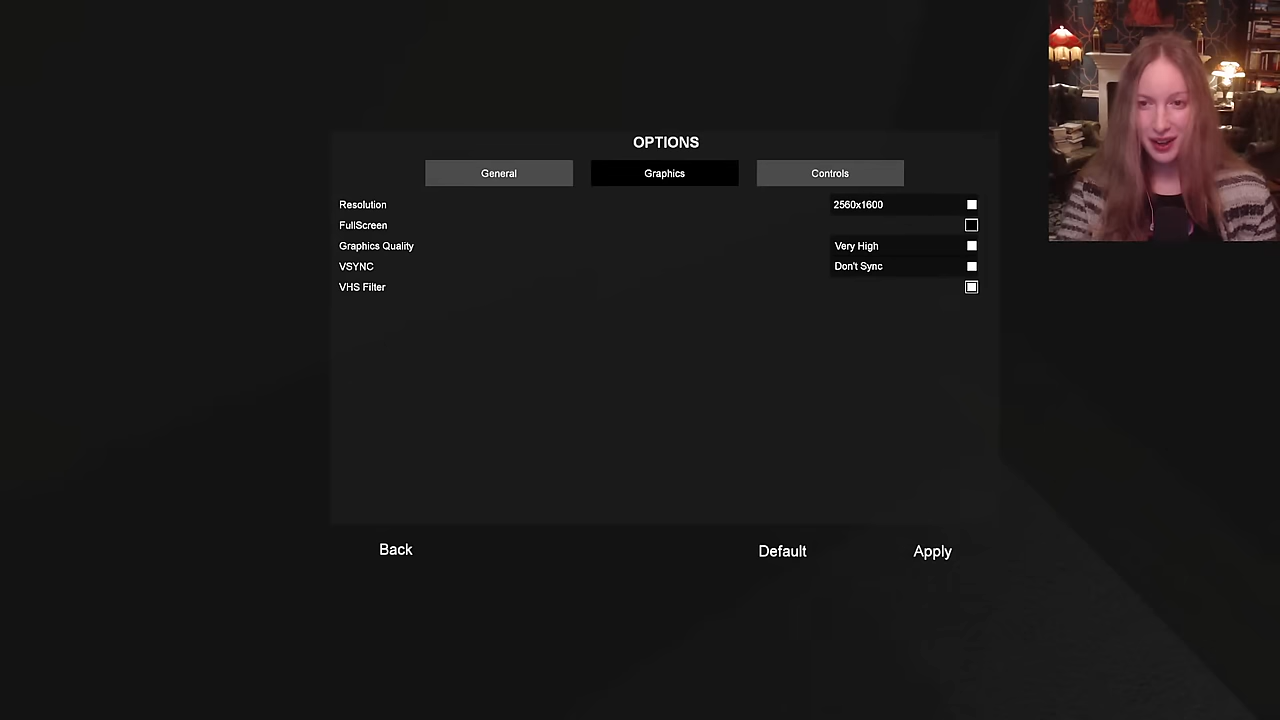 OPTIONS
General Graphics Controls
Resolution 2560x1600
FullScreen
Graphics Quality Very High
VSYNC Don't Sync
VHS Filter
Back Default Apply